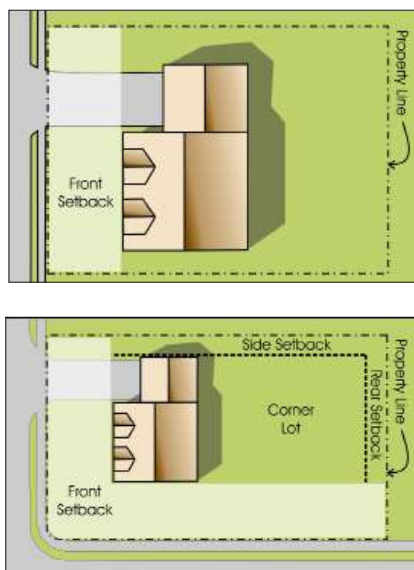 Property Line
Front
Setback
Side Setback
Rear Setback
Property Line
Corner
Lot
Front
Setback